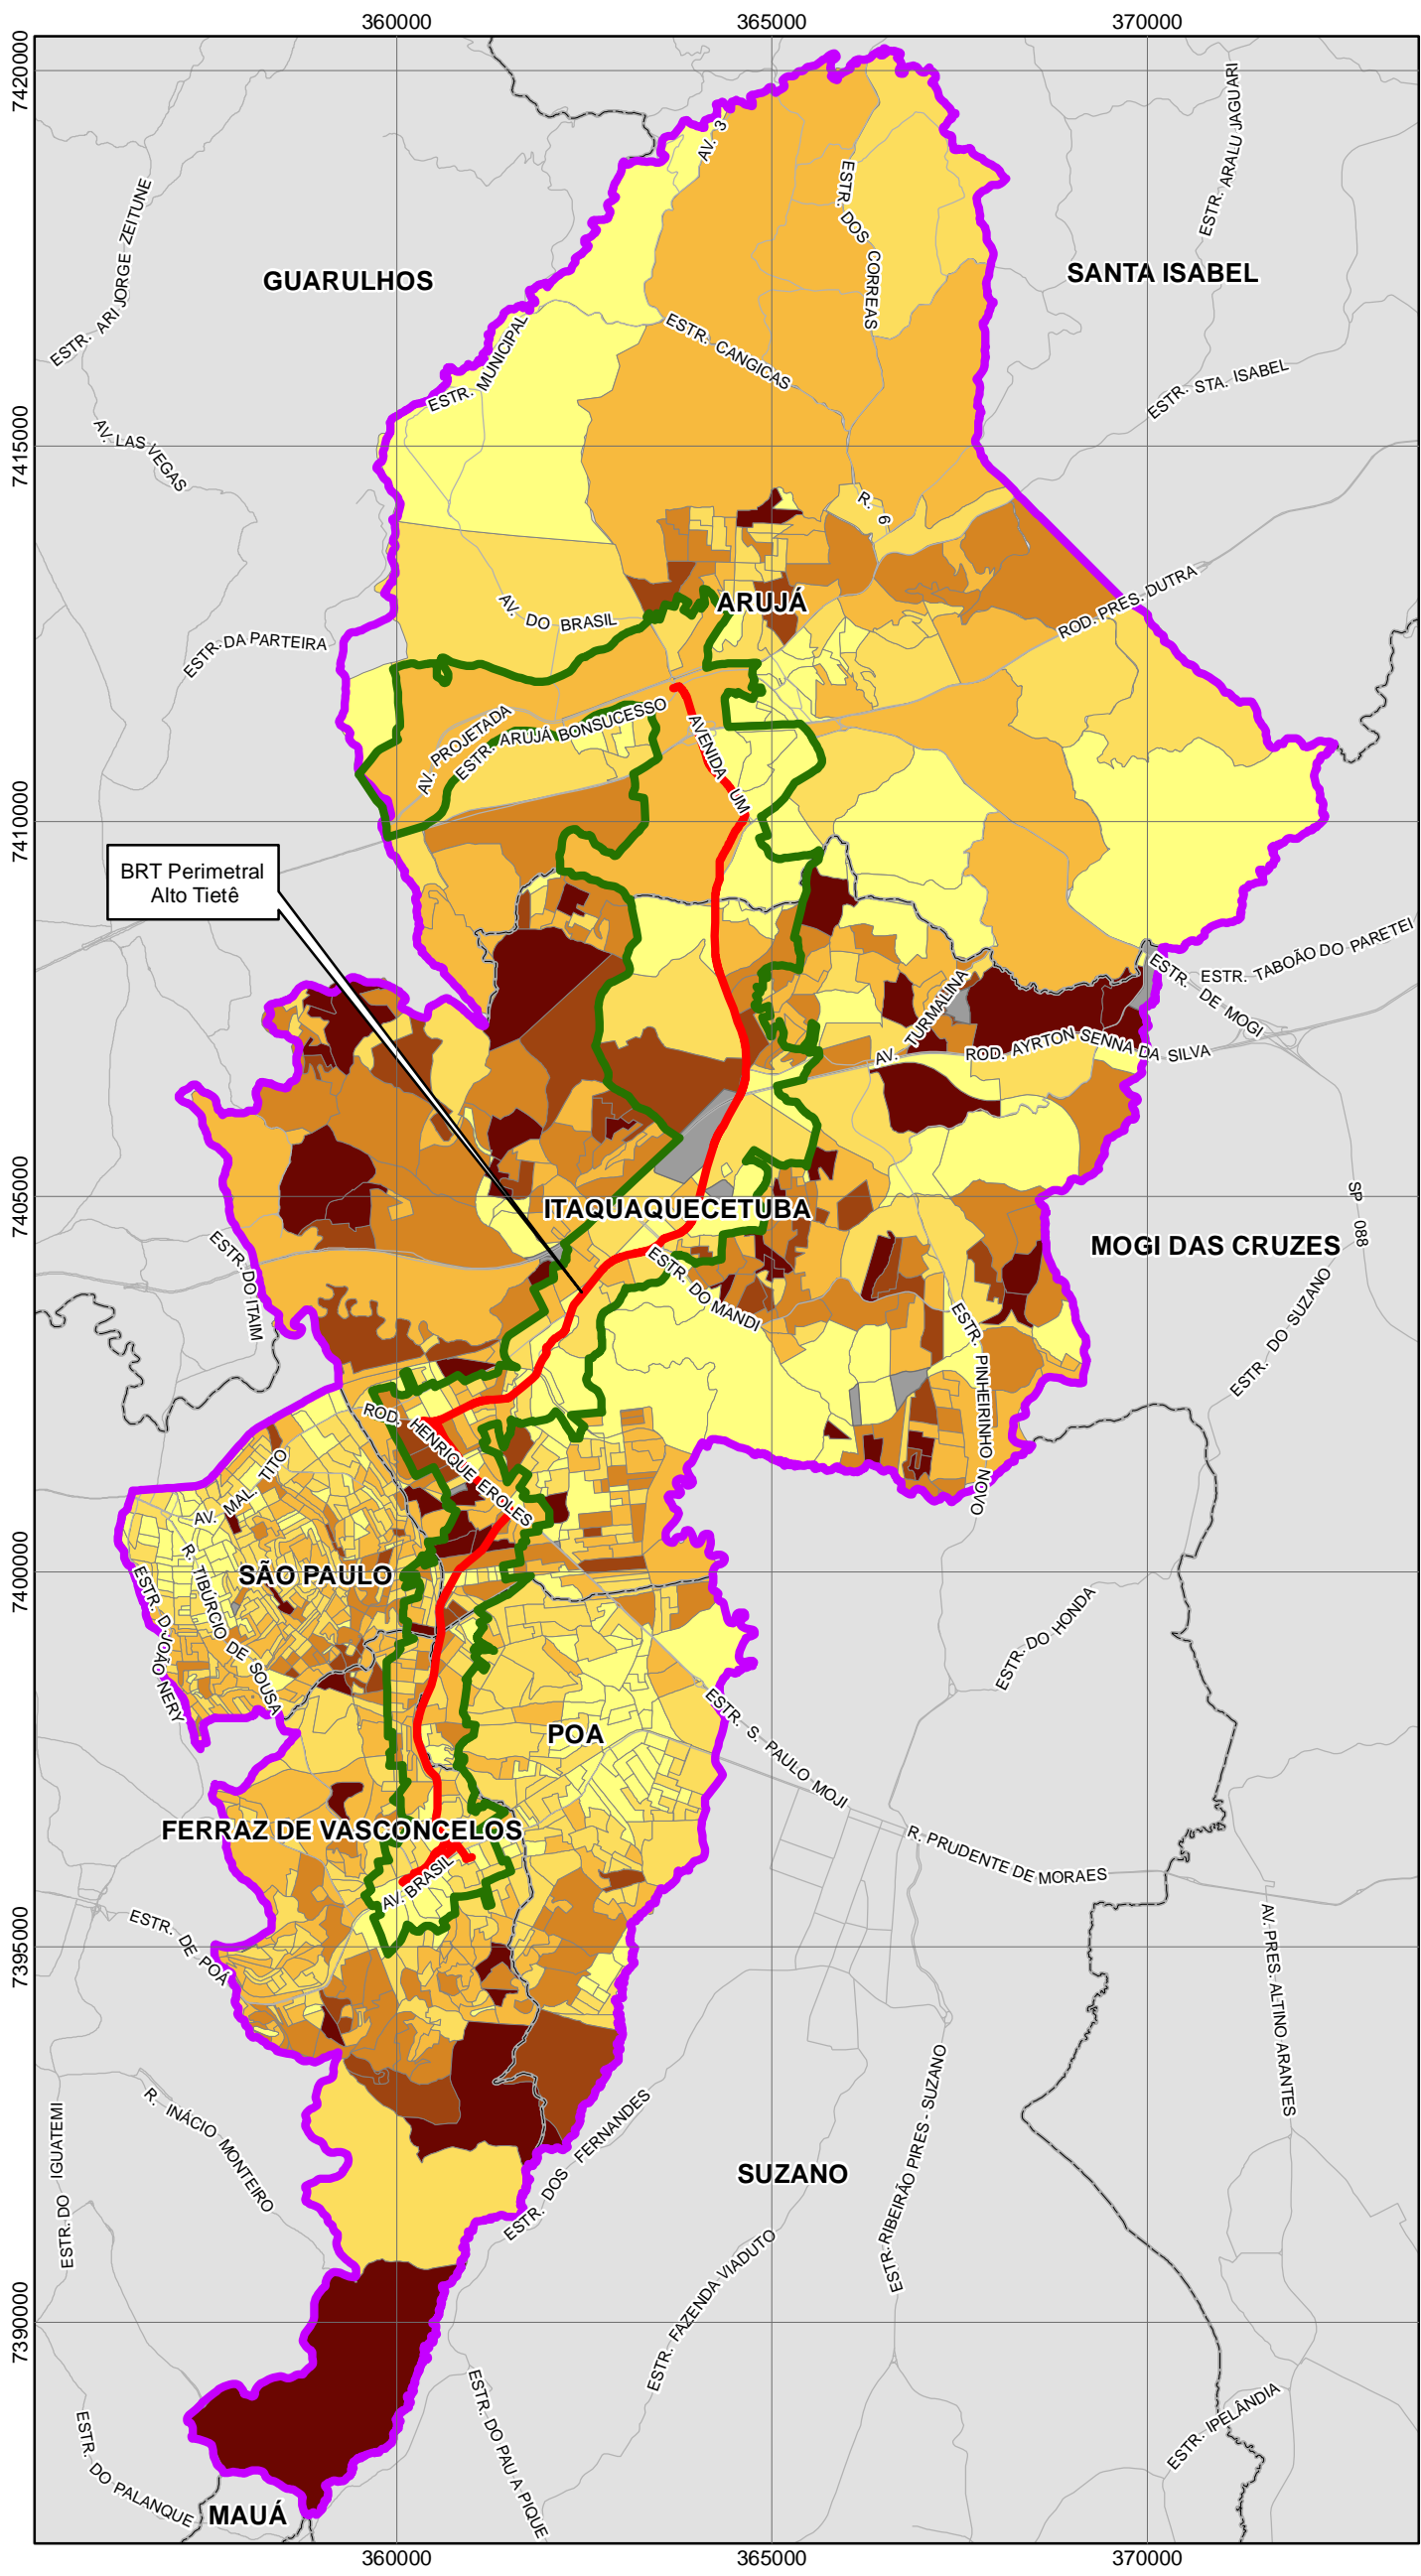 360000
365000
370000
7420000
7415000
7410000
7405000
7400000
7395000
7390000
AV. 3
ESTR. ARALU JAGUARI
ESTR. ARI JORGE ZEITUNE
ESTR. DOS CORREAS
GUARULHOS
SANTA ISABEL
ESTR. MUNICIPAL
ESTR. CANGICAS
ESTR. STA. ISABEL
AV. LAS VEGAS
R. 6
ARUJÁ
AV. DO BRASIL
ROD. PRES. DUTRA
ESTR. DA PARTEIRA
AV. PROJETADA
ESTR. ARUJÁ BONSUCESSO
AVENIDA UM
BRT Perimetral
Alto Tietê
ESTR. TABOÃO DO PARETEI
ESTR. DE MOGI
AV. TURMALINA
ROD. AYRTON SENNA DA SILVA
ITAQUAQUECETUBA
SP 088
MOGI DAS CRUZES
ESTR. DO ITAIM
ESTR. DO MANDI
ESTR. DO SUZANO
ESTR. PINHEIRINHO NOVO
ROD. HENRIQUE EROLES
AV. MAL. TITO
SÃO PAULO
R. TIBÚRCIO DE SOUSA
ESTR. D.JOÃO NERY
ESTR. DO HONDA
POA
ESTR. S. PAULO MOJI
FERRAZ DE VASCONCELOS
R. PRUDENTE DE MORAES
AV. BRASIL
ESTR. DE POÁ
AV. PRES. ALTINO ARANTES
ESTR. DO IGUATEMI
R. INÁCIO MONTEIRO
ESTR. DOS FERNANDES
ESTR. RIBEIRÃO PIRES - SUZANO
SUZANO
ESTR. FAZENDA VIADUTO
ESTR. DO PAU A PIQUE
ESTR. IPELÂNDIA
ESTR. DO PALANQUE
MAUÁ
360000
365000
370000